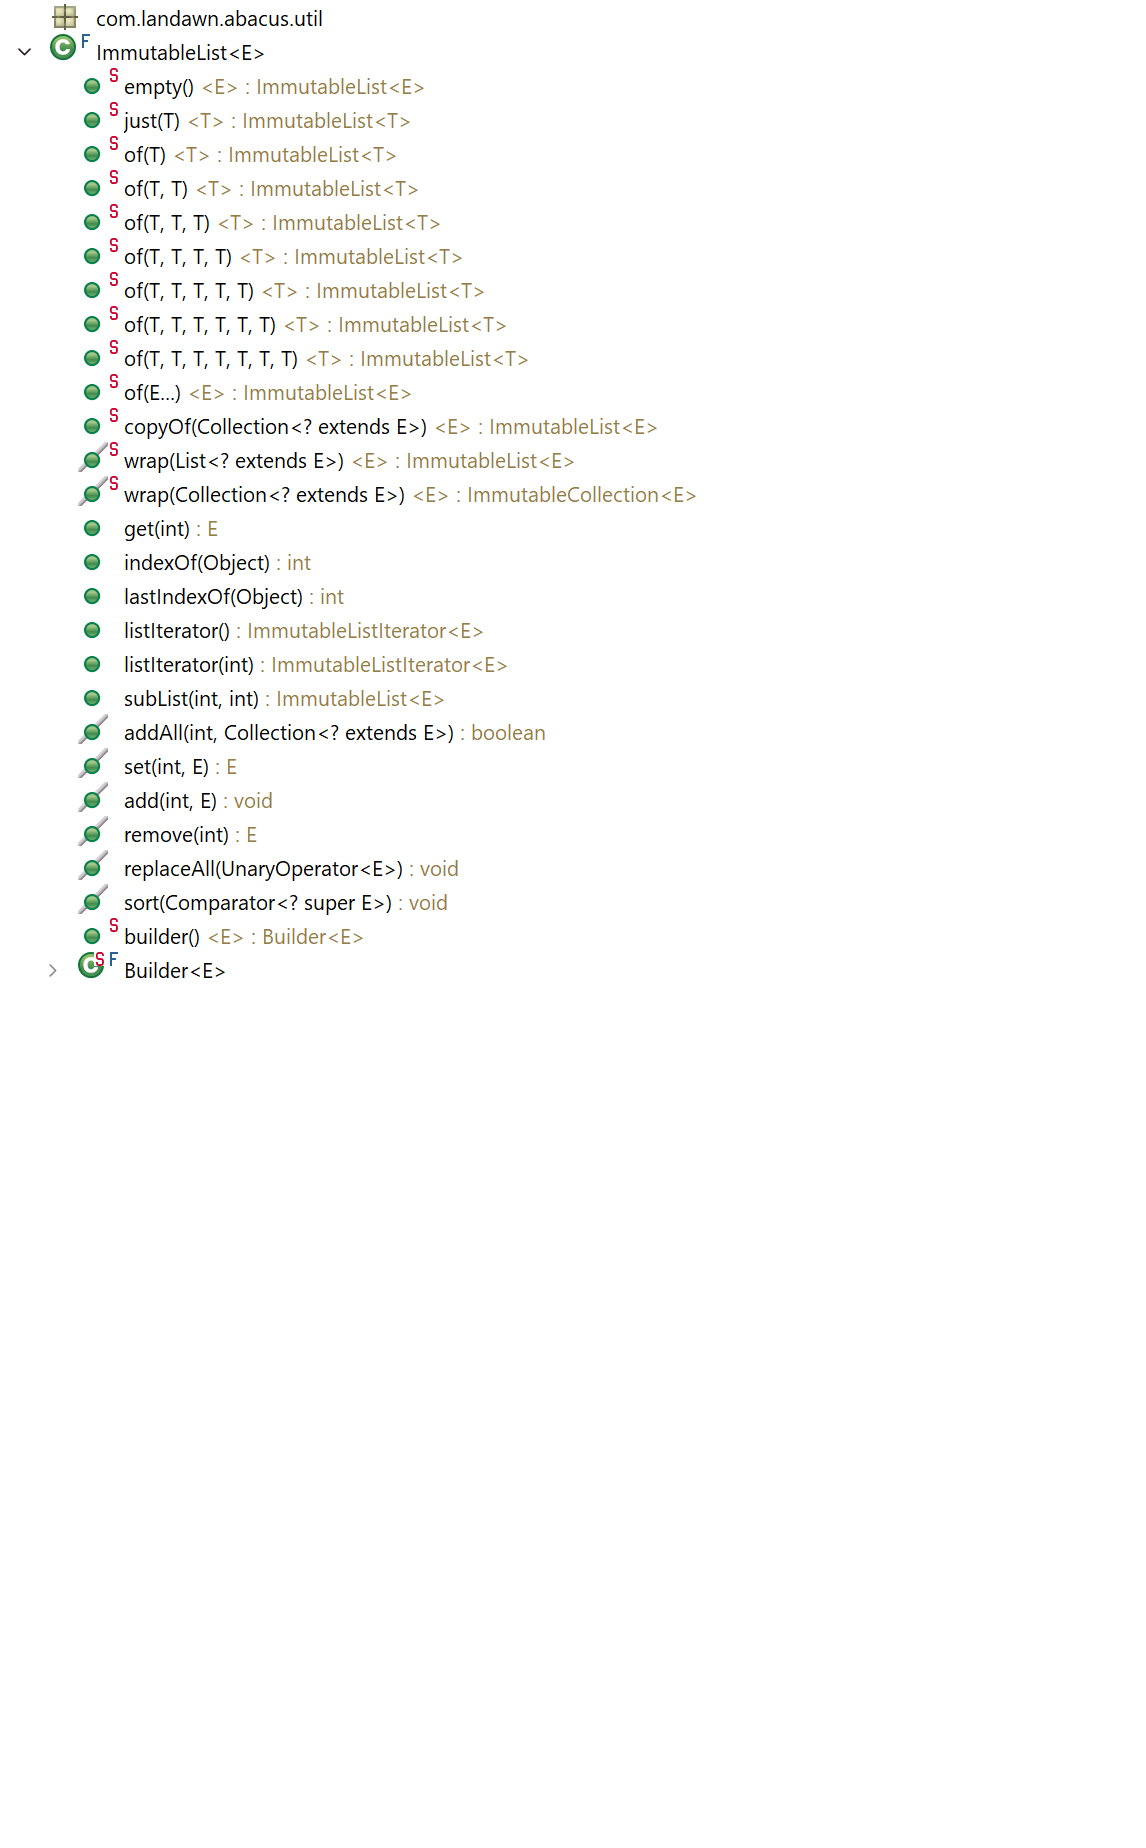 com.landawn.abacus.util
C F ImmutableList<E>
S empty() <E> : ImmutableList<E>
S just(T) <T> : ImmutableList<T>
S of(T) <T> : ImmutableList<T>
S of(T, T) <T> : ImmutableList<T>
S of(T, T, T) <T> : ImmutableList<T>
S of(T, T, T, T) <T> : ImmutableList<T>
S of(T, T, T, T, T) <T> : ImmutableList<T>
S of(T, T, T, T, T, T) <T> : ImmutableList<T>
S of(T, T, T, T, T, T, T) <T> : ImmutableList<T>
S of(E...) <E> : ImmutableList<E>
S copyOf(Collection<? extends E>) <E> : ImmutableList<E>
S wrap(List<? extends E>) <E> : ImmutableList<E>
S wrap(Collection<? extends E>) <E> : ImmutableCollection<E>
get(int) : E
indexOf(Object) : int
lastIndexOf(Object) : int
listIterator() : ImmutableListIterator<E>
listIterator(int) : ImmutableListIterator<E>
subList(int, int) : ImmutableList<E>
addAll(int, Collection<? extends E>) : boolean
set(int, E) : E
add(int, E) : void
remove(int) : E
replaceAll(UnaryOperator<E>) : void
sort(Comparator<? super E>) : void
S builder() <E> : Builder<E>
C S F Builder<E>